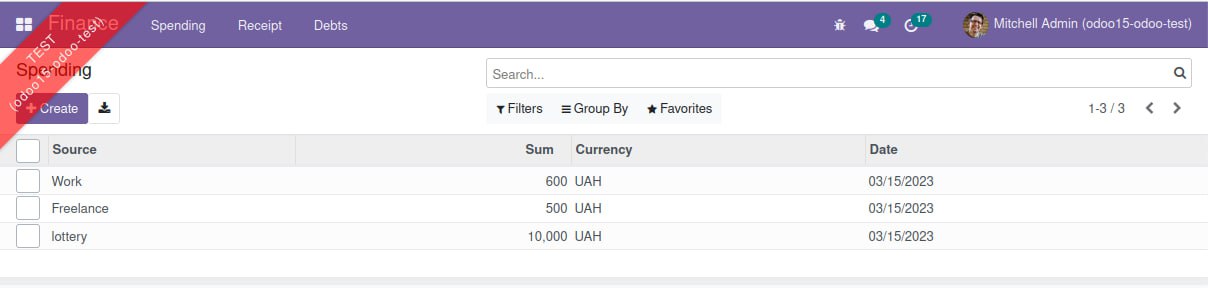 Finance Spending Receipt Debts 4 17 Mitchell Admin (odoo15-odoo-test)
TEST
(odoo15-odoo-test)
Spending
Search...
+ Create Filters Group By Favorites 1-3 / 3
Source Sum Currency Date
Work 600 UAH 03/15/2023
Freelance 500 UAH 03/15/2023
lottery 10,000 UAH 03/15/2023